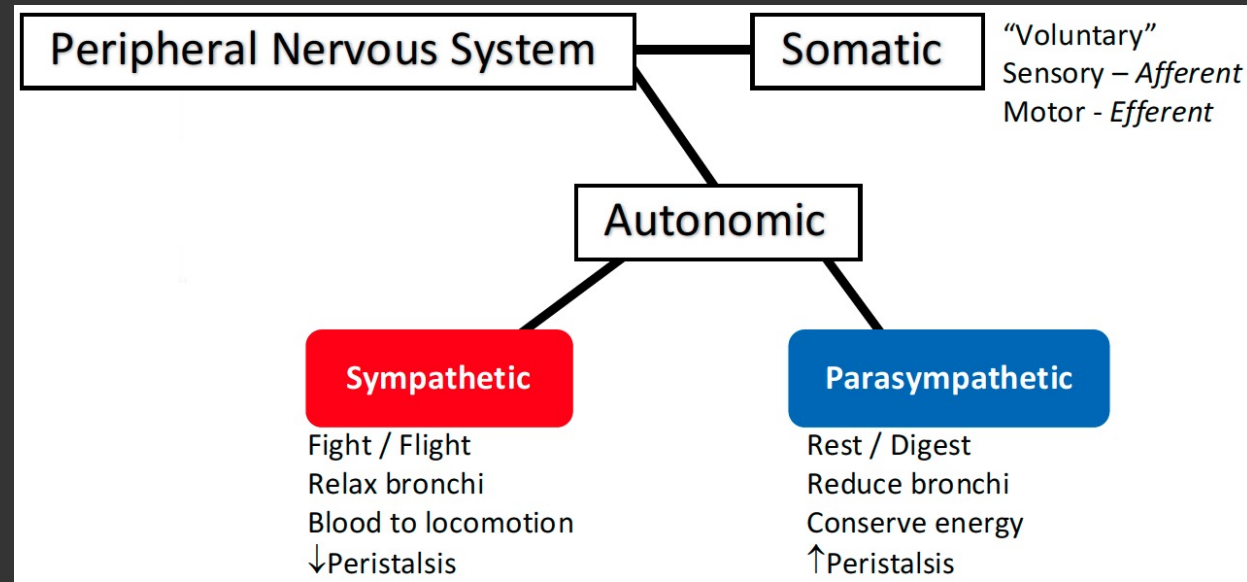 Peripheral Nervous System
Somatic
“Voluntary”
Sensory – Afferent
Motor - Efferent
Autonomic
Sympathetic
Fight / Flight
Relax bronchi
Blood to locomotion
↓Peristalsis
Parasympathetic
Rest / Digest
Reduce bronchi
Conserve energy
↑Peristalsis